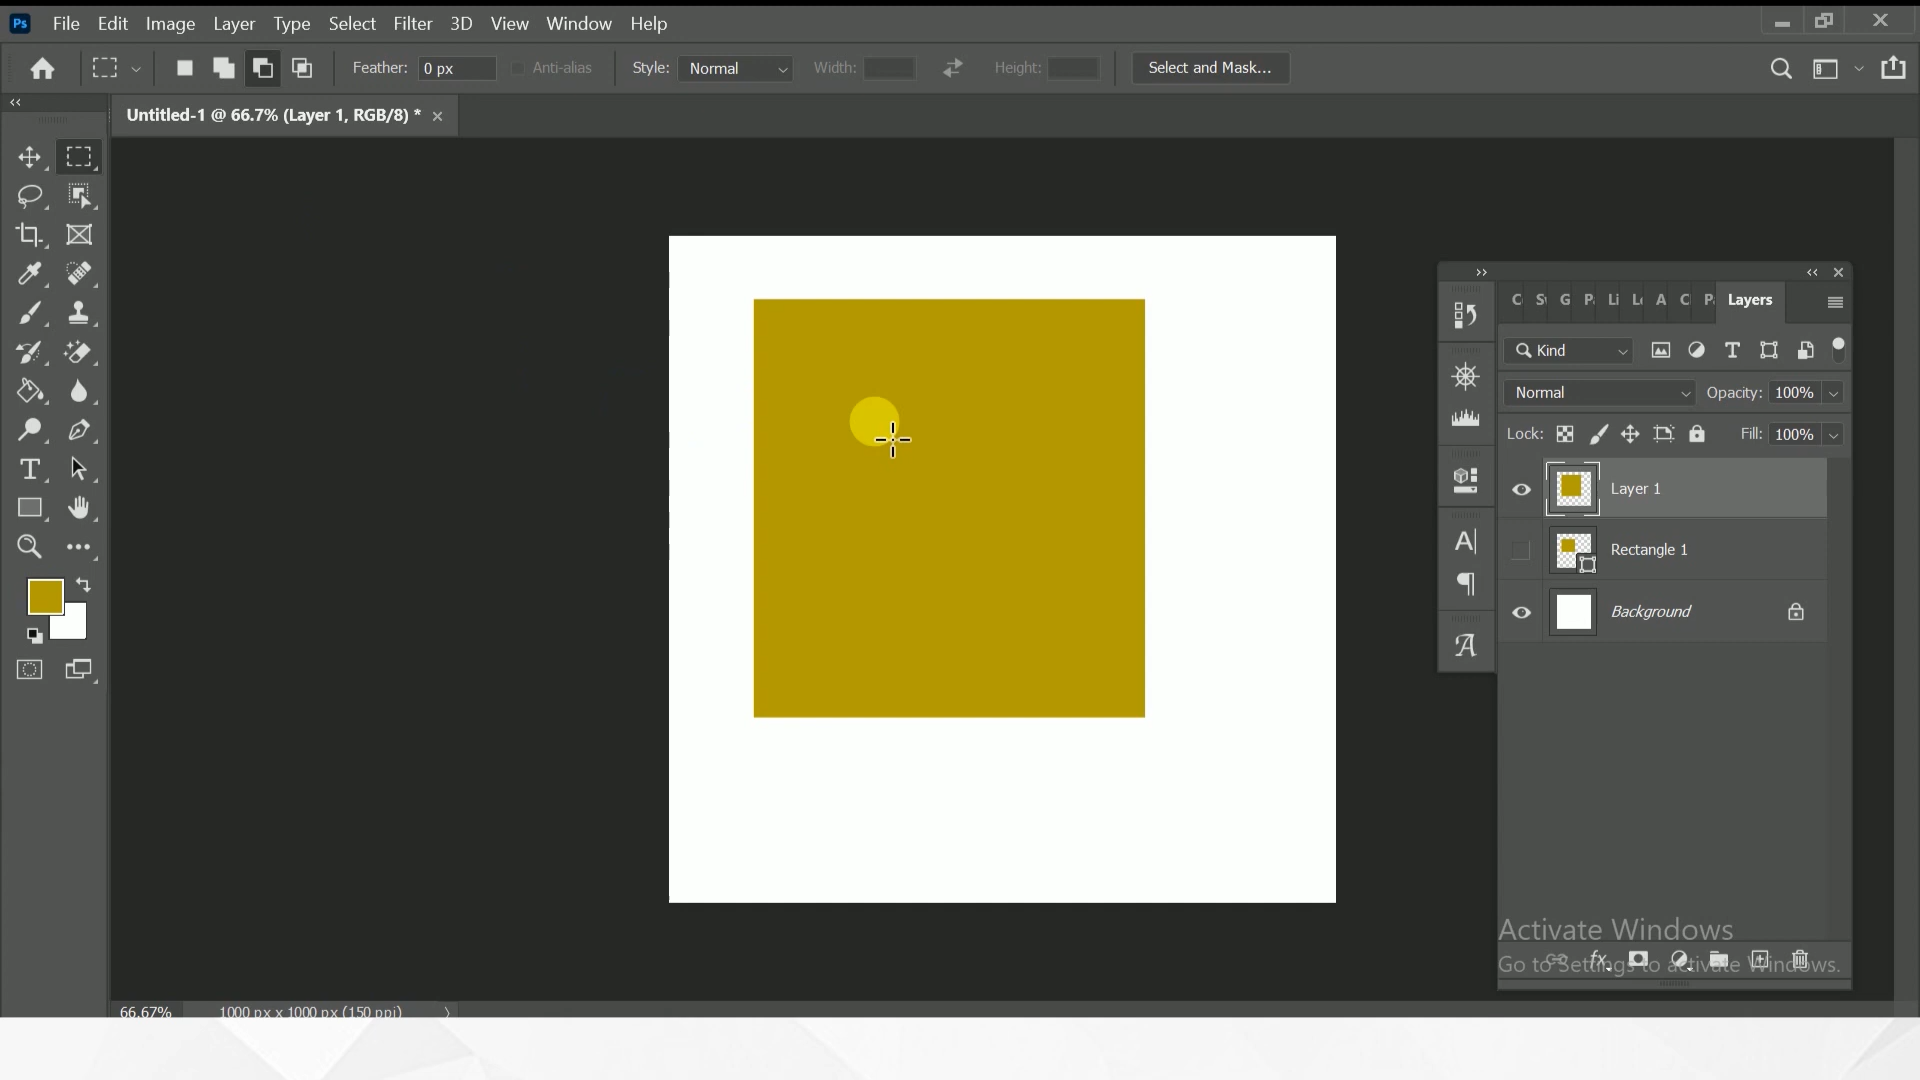 Ps File Edit Image Layer Type Select Filter 3D View Window Help
Feather: 0 px Anti-alias Style: Normal Width: Height: Select and Mask...
Untitled-1 @ 66.7% (Layer 1, RGB/8) *
Layers
Kind
Normal Opacity: 100%
Lock: Fill: 100%
Layer 1
Rectangle 1
Background
Activate Windows
Go to Settings to activate Windows.
66.67% 1000 px x 1000 px (150 ppi)